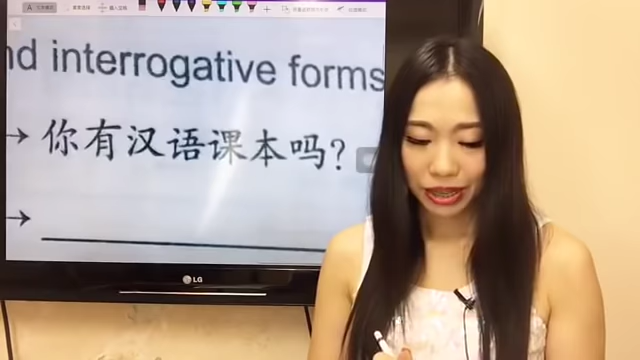 nd interrogative forms
→ 你有汉语课本吗?
→
LG